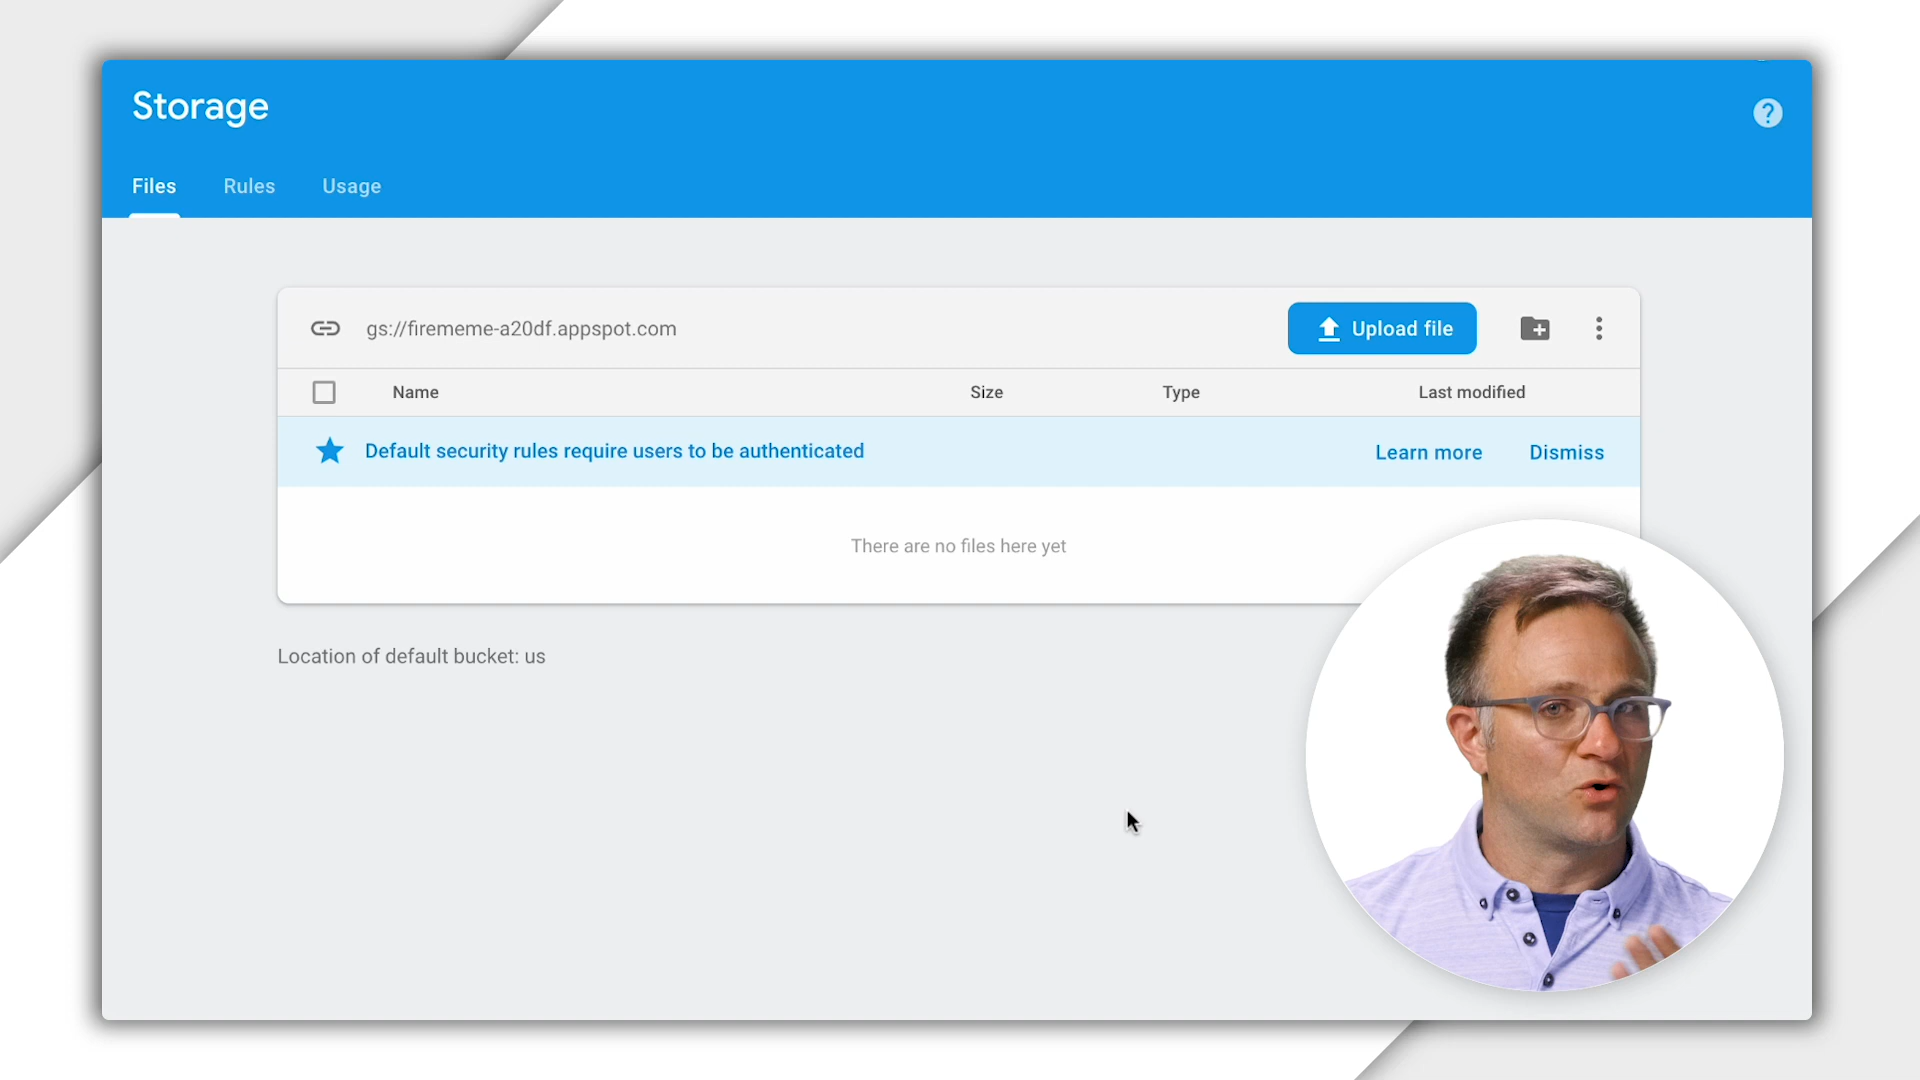 Storage
?
Files Rules Usage
gs://firememe-a20df.appspot.com
Upload file
Name Size Type Last modified
Default security rules require users to be authenticated Learn more Dismiss
There are no files here yet
Location of default bucket: us